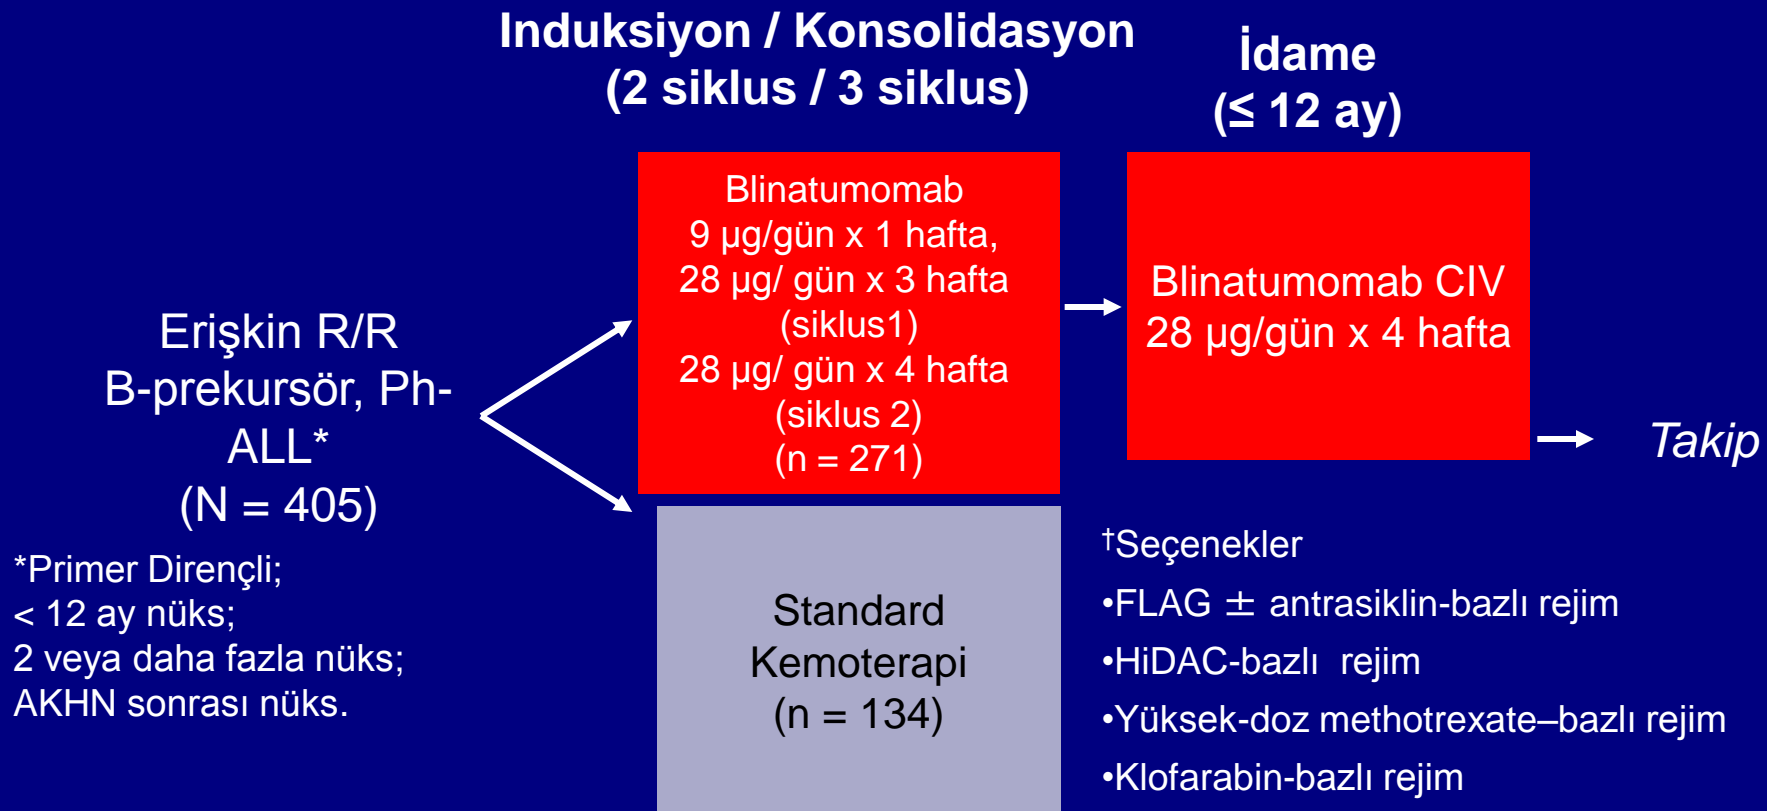 Induksiyon / Konsolidasyon
(2 siklus / 3 siklus)
İdame
(≤ 12 ay)
Erişkin R/R
B-prekursör, Ph-
ALL*
(N = 405)
*Primer Dirençli;
< 12 ay nüks;
2 veya daha fazla nüks;
AKHN sonrası nüks.
Blinatumomab
9 µg/gün x 1 hafta,
28 µg/ gün x 3 hafta
(siklus1)
28 µg/ gün x 4 hafta
(siklus 2)
(n = 271)
Blinatumomab CIV
28 µg/gün x 4 hafta
Takip
Standard
Kemoterapi
(n = 134)
†Seçenekler
•FLAG ± antrasiklin-bazlı rejim
•HiDAC-bazlı  rejim
•Yüksek-doz methotrexate–bazlı rejim
•Klofarabin-bazlı rejim